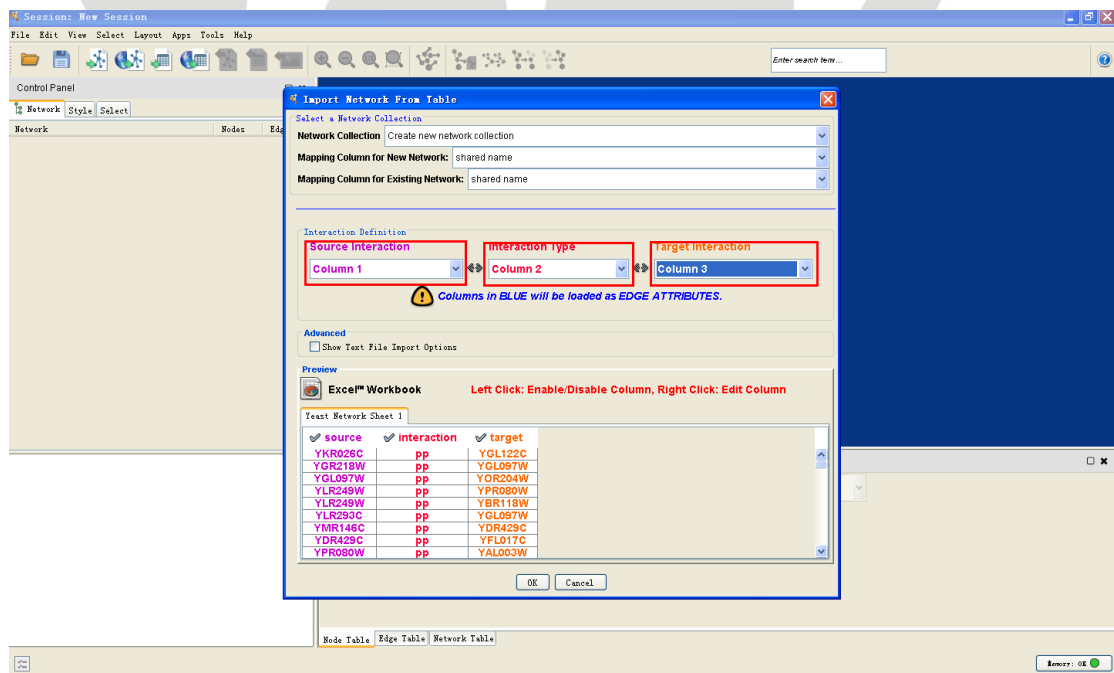 Session: New Session
File Edit View Select Layout Apps Tools Help
Enter search term...
Control Panel
Network Style Select
Network Nodes Edg
Import Network From Table
Select a Network Collection
Network Collection Create new network collection
Mapping Column for New Network: shared name
Mapping Column for Existing Network: shared name
Interaction Definition
Source Interaction Interaction Type Target Interaction
Column 1 Column 2 Column 3
Columns in BLUE will be loaded as EDGE ATTRIBUTES.
Advanced
Show Text File Import Options
Preview
Excel™ Workbook Left Click: Enable/Disable Column, Right Click: Edit Column
Yeast Network Sheet 1
source interaction target
YKR026C pp YGL122C
YGR218W pp YGL097W
YGL097W pp YOR204W
YLR249W pp YPR080W
YLR249W pp YBR118W
YLR293C pp YGL097W
YMR146C pp YDR429C
YDR429C pp YFL017C
YPR080W pp YAL003W
OK Cancel
Node Table Edge Table Network Table
Memory: OK